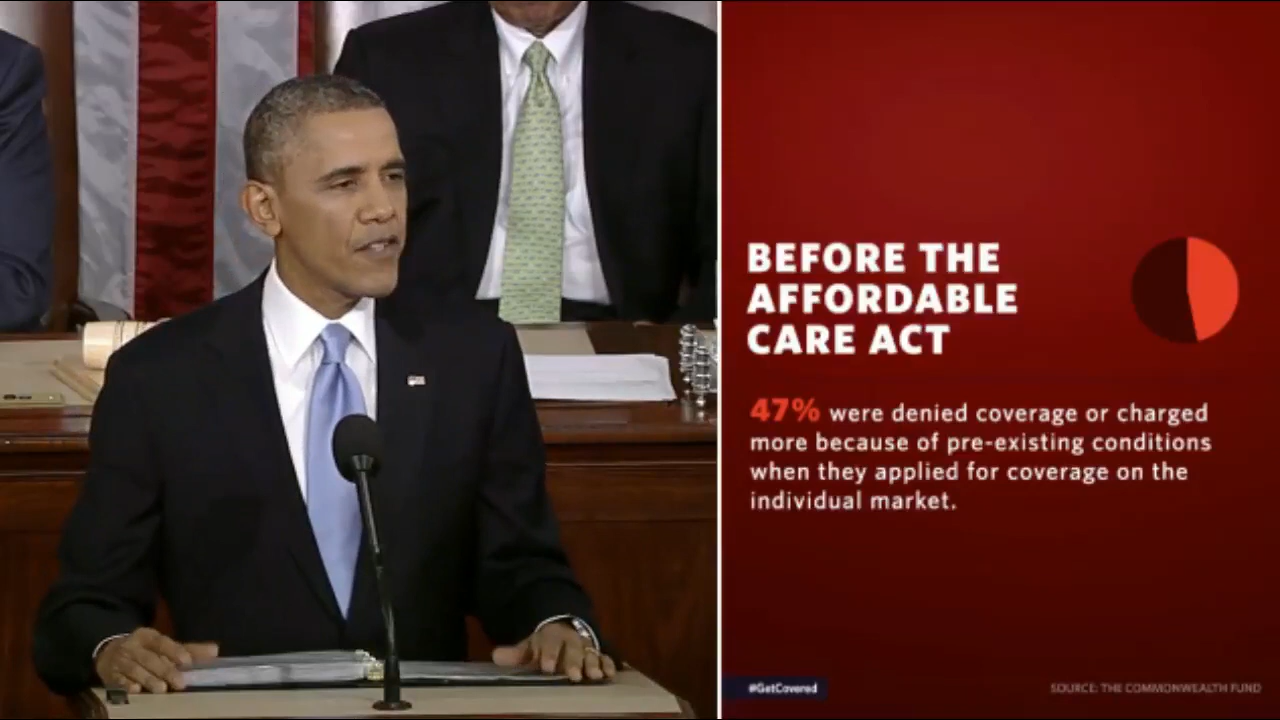 BEFORE THE
AFFORDABLE
CARE ACT
47% were denied coverage or charged
more because of pre-existing conditions
when they applied for coverage on the
individual market.
#GetCovered
SOURCE: THE COMMONWEALTH FUND